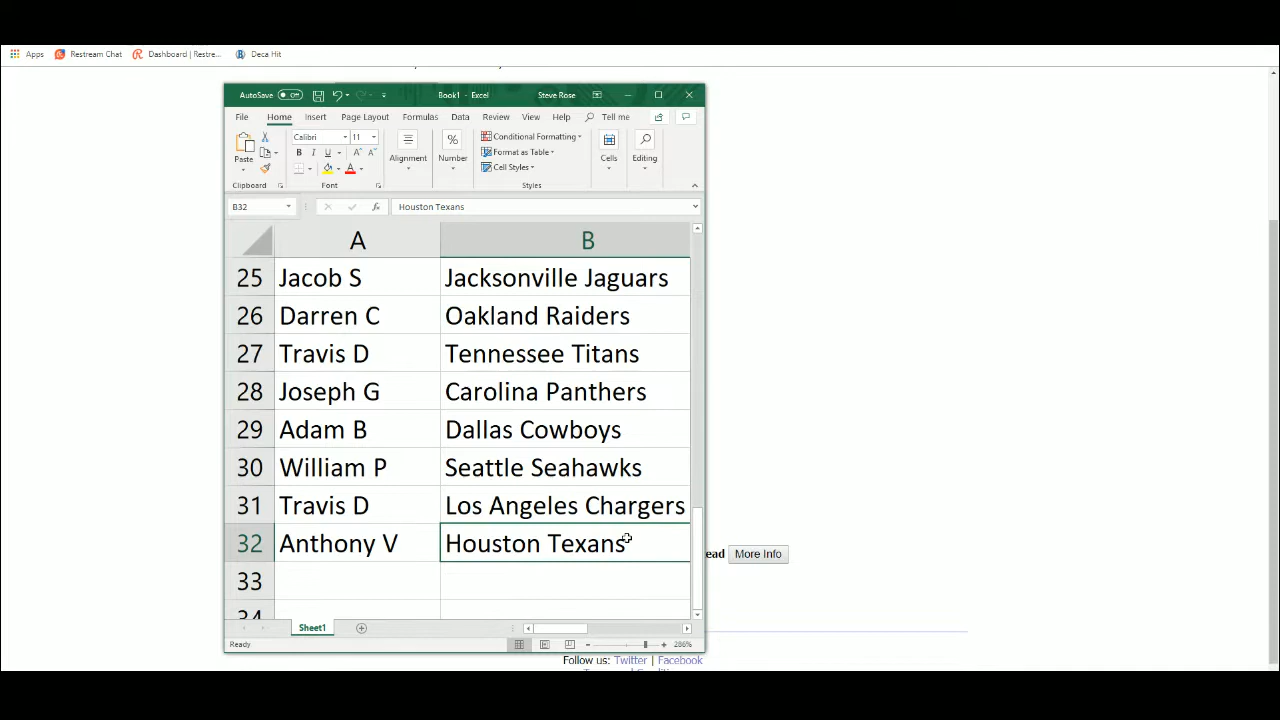 Apps Restream Chat Dashboard (Restre... Deca Hit
AutoSave Off Book1 - Excel Steve Rose
File Home Insert Page Layout Formulas Data Review View Help Tell me
Paste Calibri 11 Alignment % Number Conditional Formatting Format as Table Cell Styles Cells Editing
B I U A A A
Clipboard Font Styles
B32 fx Houston Texans
A B
25 Jacob S Jacksonville Jaguars
26 Darren C Oakland Raiders
27 Travis D Tennessee Titans
28 Joseph G Carolina Panthers
29 Adam B Dallas Cowboys
30 William P Seattle Seahawks
31 Travis D Los Angeles Chargers
32 Anthony V Houston Texans
ead More Info
33
34
Sheet1
Ready 286%
Follow us: Twitter | Facebook